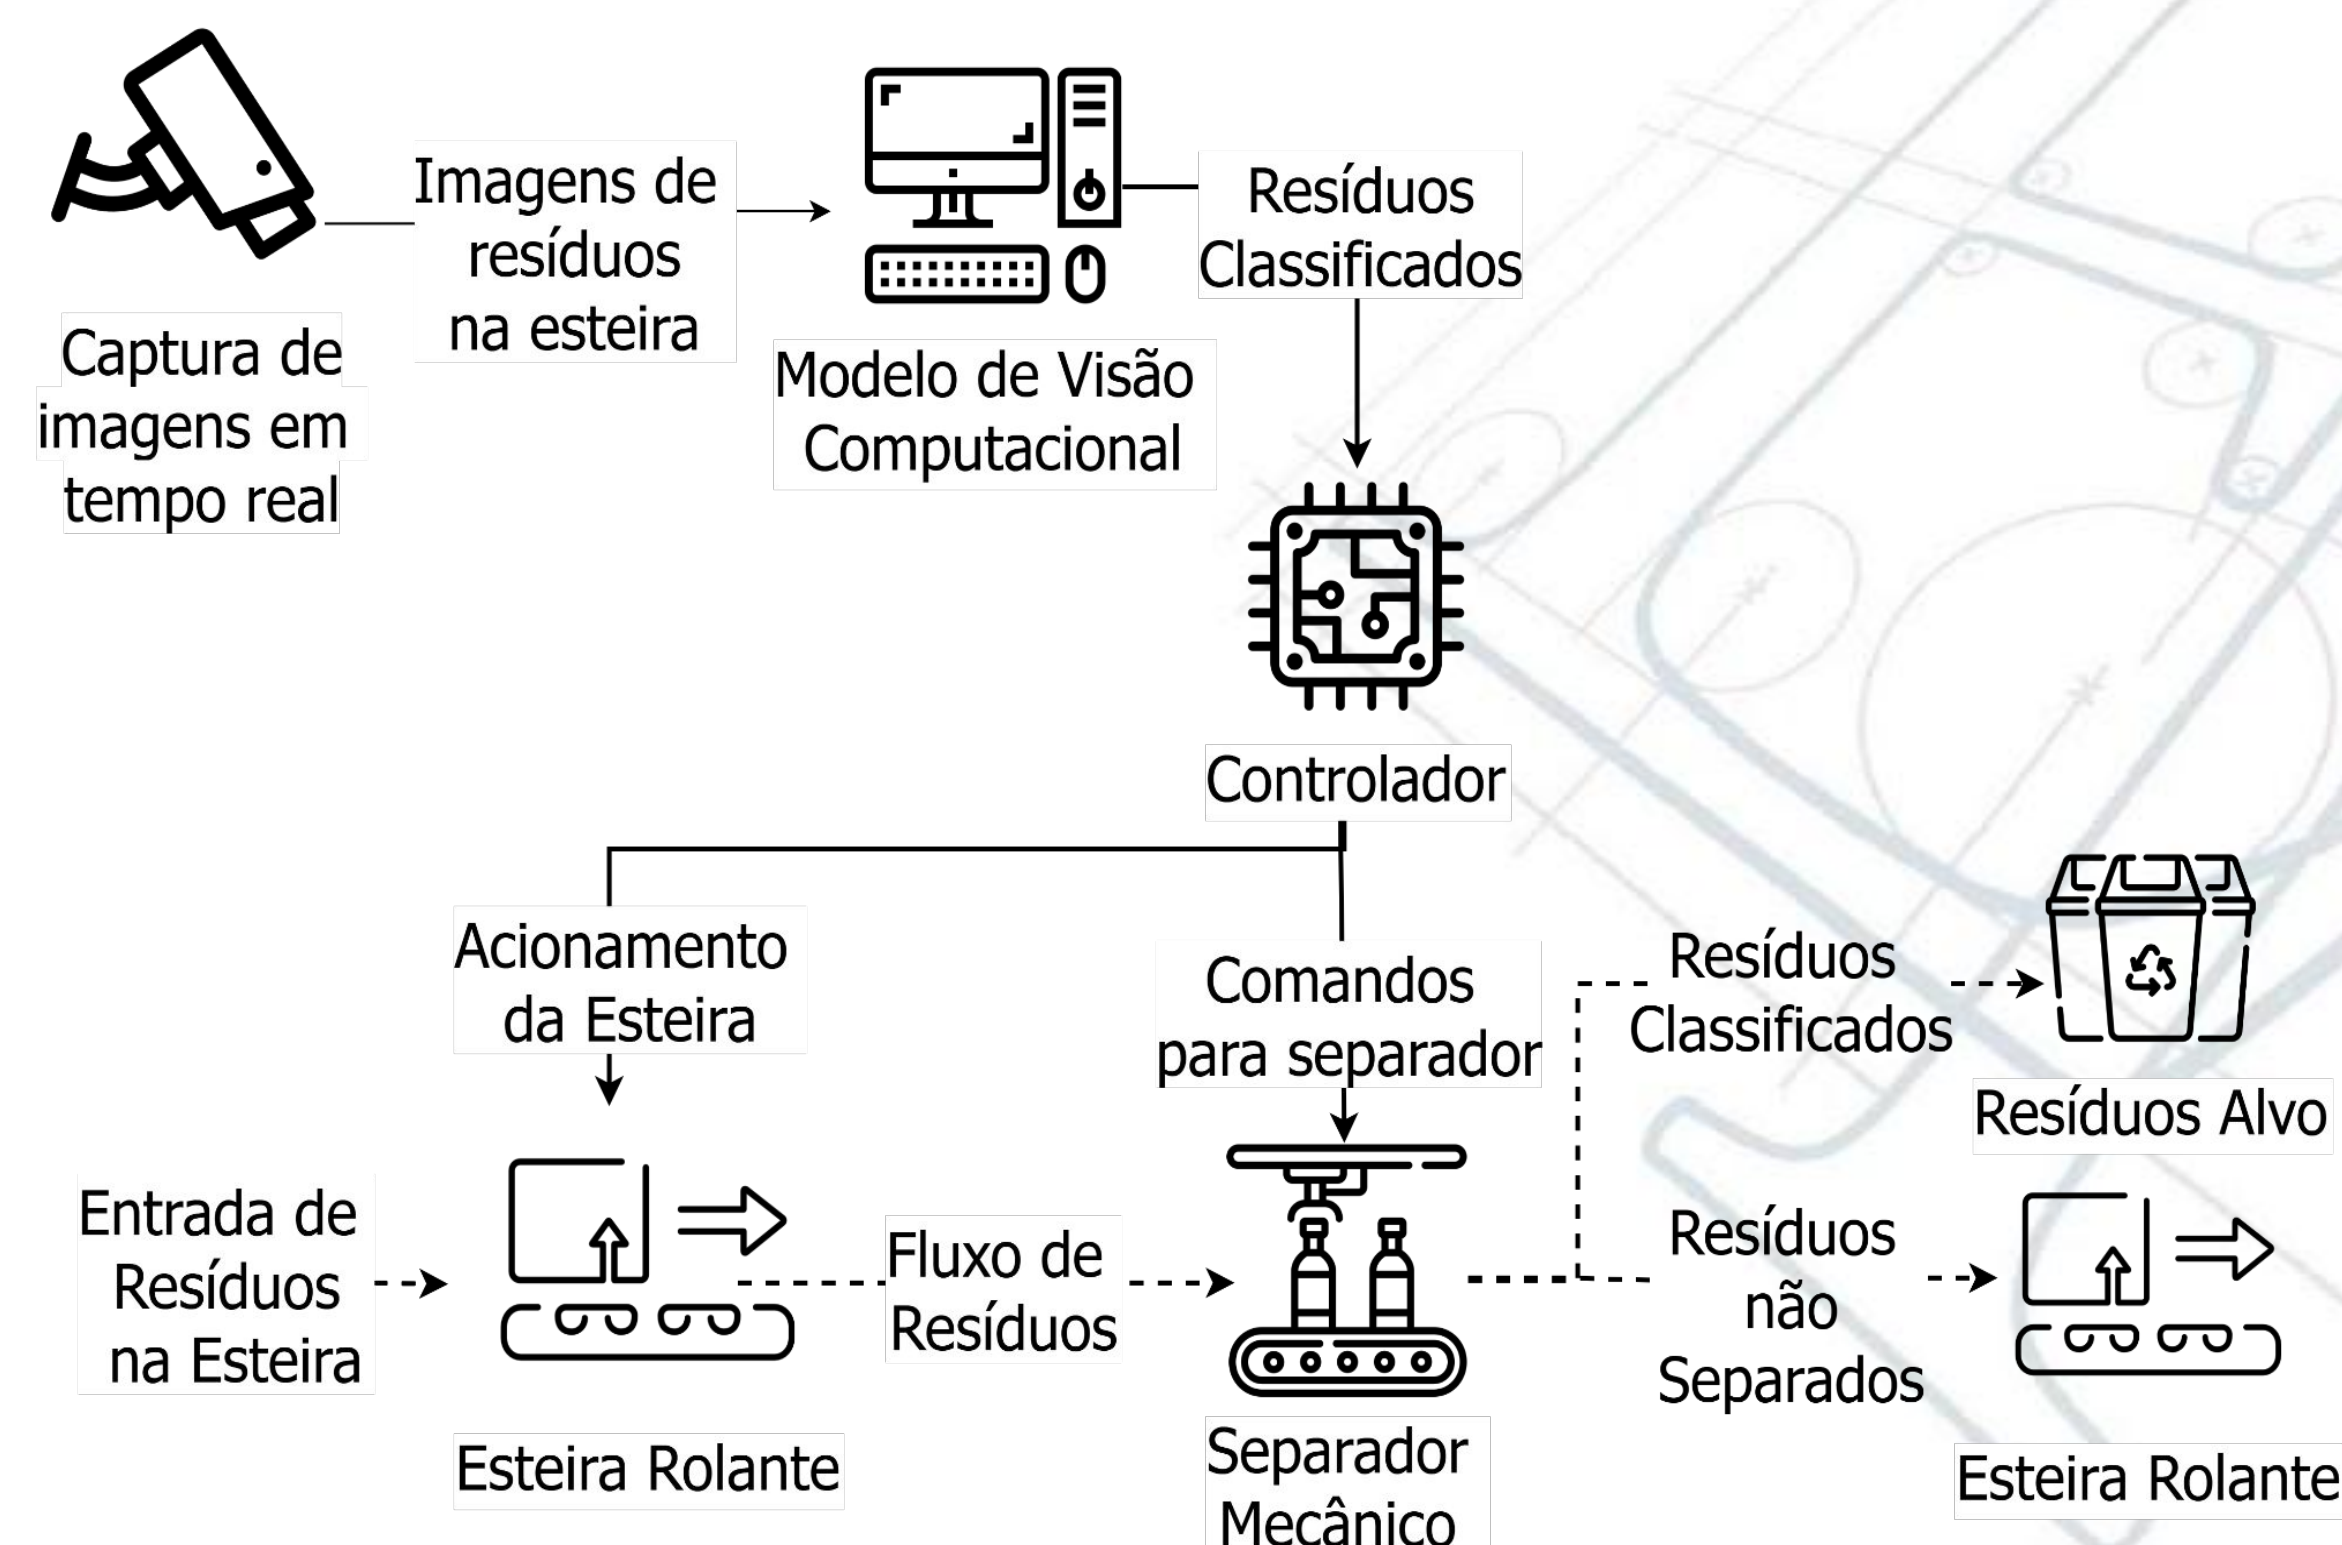 Imagens de
resíduos
na esteira
Captura de
imagens em
tempo real
Modelo de Visão
Computacional
Resíduos
Classificados
Controlador
Acionamento
da Esteira
Comandos
para separador
Resíduos
Classificados
Resíduos Alvo
Entrada de
Resíduos
na Esteira
Esteira Rolante
Fluxo de
Resíduos
Separador
Mecânico
Resíduos
não
Separados
Esteira Rolante